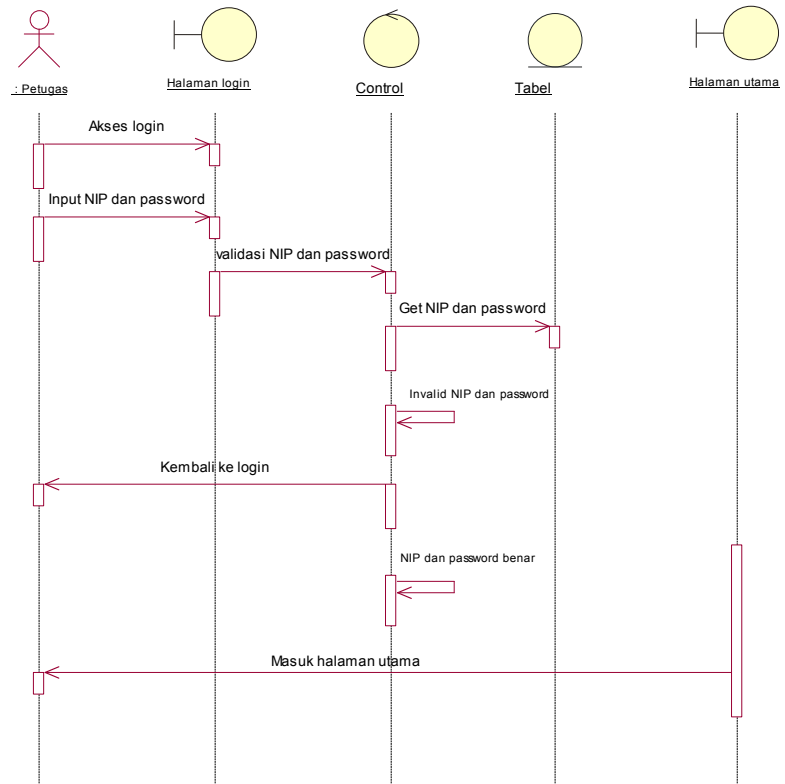 : Petugas
Halaman login
Control
Tabel
Halaman utama
Akses login
Input NIP dan password
validasi NIP dan password
Get NIP dan password
Invalid NIP dan password
Kembali ke login
NIP dan password benar
Masuk halaman utama